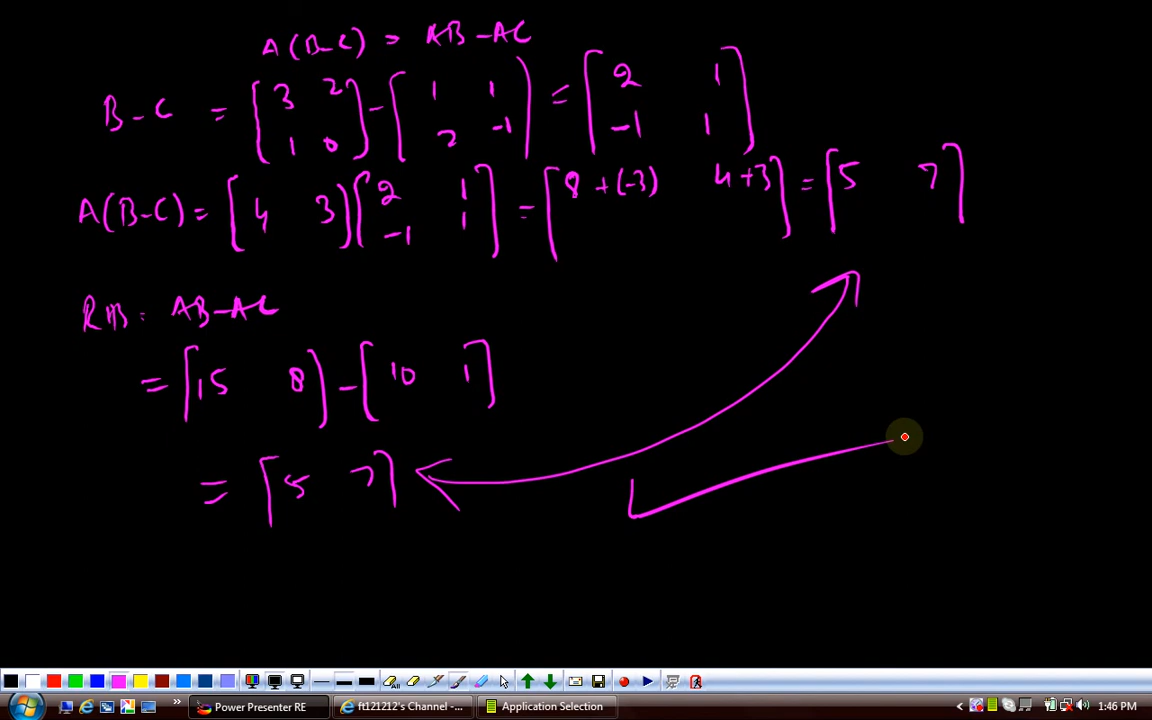 A(B-C) = AB-AC
B-C = [3 2 1 0] - [1 1 2 -1] = [2 1 -1 1]
A(B-C) = [4 3] [2 1 -1 1] = [8+(-3) 4+3] = [5 7]
RHS = AB-AC
= [15 8] - [10 1]
= [5 7]
All
Power Presenter RE
ft121212's Channel -...
Application Selection
1:46 PM